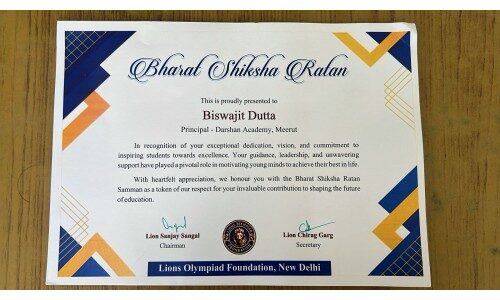 Bharat Shiksha Ratan
This is proudly presented to
Biswajit Dutta
Principal - Darshan Academy, Meerut
In recognition of your exceptional dedication, vision, and commitment to
inspiring students towards excellence. Your guidance, leadership, and unwavering
support have played a pivotal role in motivating young minds to achieve their best in life.
With heartfelt appreciation, we honour you with the Bharat Shiksha Ratan
Samman as a token of our respect for your invaluable contribution to shaping the future
of education.
Lion Sanjay Sangal
Chairman
Lion Chirag Garg
Secretary
Lions Olympiad Foundation, New Delhi